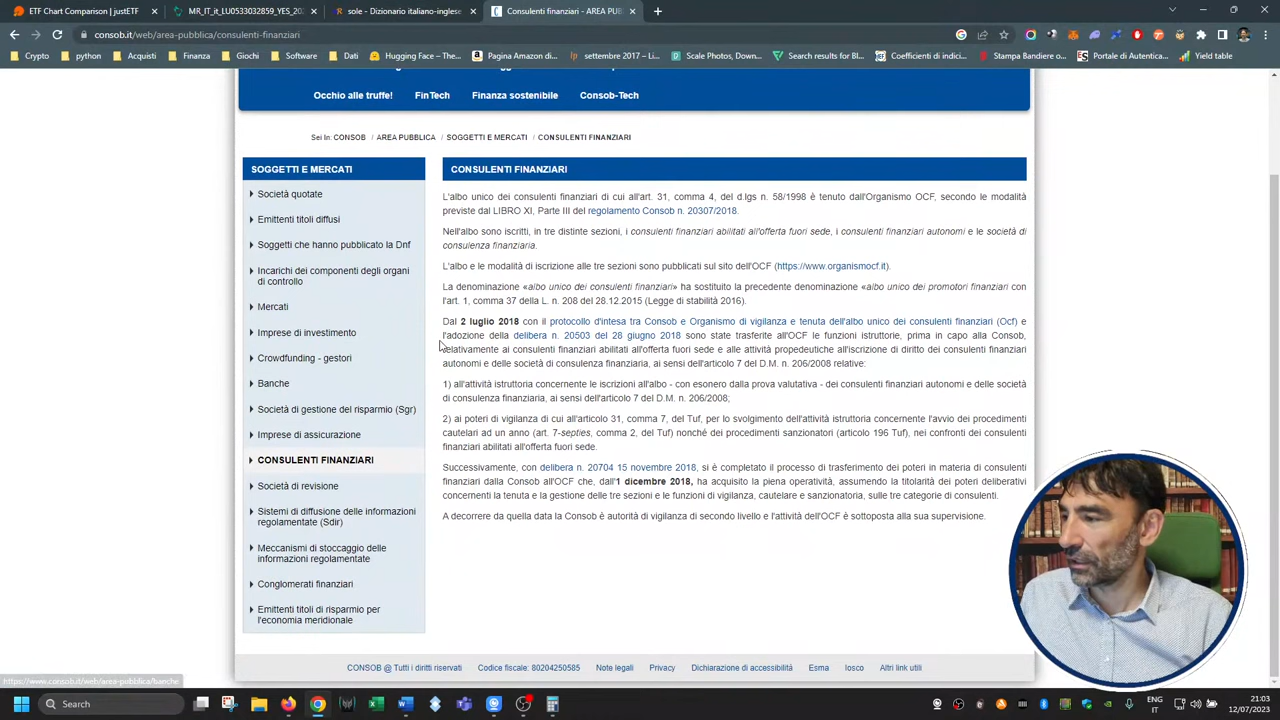 ETF Chart Comparison | justETF
MR_IT_it_LU0533032859_YES_202
sole - Dizionario italiano-inglese
Consulenti finanziari - AREA PUB
consob.it/web/area-pubblica/consulenti-finanziari
Crypto python Acquisti Finanza Giochi Software Dati Hugging Face – The... Pagina Amazon di... settembre 2017 – Li... Scale Photos, Down... Search results for Bl... Coefficienti di indici... Stampa Bandiere o... Portale di Autentica... Yield table
Occhio alle truffe! FinTech Finanza sostenibile Consob-Tech
Sei In: CONSOB / AREA PUBBLICA / SOGGETTI E MERCATI / CONSULENTI FINANZIARI
SOGGETTI E MERCATI
Società quotate
Emittenti titoli diffusi
Soggetti che hanno pubblicato la Dnf
Incarichi dei componenti degli organi
di controllo
Mercati
Imprese di investimento
Crowdfunding - gestori
Banche
Società di gestione del risparmio (Sgr)
Imprese di assicurazione
CONSULENTI FINANZIARI
Società di revisione
Sistemi di diffusione delle informazioni
regolamentate (Sdir)
Meccanismi di stoccaggio delle
informazioni regolamentate
Conglomerati finanziari
Emittenti titoli di risparmio per
l'economia meridionale
CONSULENTI FINANZIARI
L'albo unico dei consulenti finanziari di cui all'art. 31, comma 4, del d.lgs n. 58/1998 è tenuto dall'Organismo OCF, secondo le modalità
previste dal LIBRO XI, Parte III del regolamento Consob n. 20307/2018.
Nell'albo sono iscritti, in tre distinte sezioni, i consulenti finanziari abilitati all'offerta fuori sede, i consulenti finanziari autonomi e le società di
consulenza finanziaria.
L'albo e le modalità di iscrizione alle tre sezioni sono pubblicati sul sito dell'OCF (https://www.organismocf.it).
La denominazione «albo unico dei consulenti finanziari» ha sostituito la precedente denominazione «albo unico dei promotori finanziari con
l'art. 1, comma 37 della L. n. 208 del 28.12.2015 (Legge di stabilità 2016).
Dal 2 luglio 2018 con il protocollo d'intesa tra Consob e Organismo di vigilanza e tenuta dell'albo unico dei consulenti finanziari (Ocf) e
l'adozione della delibera n. 20503 del 28 giugno 2018 sono state trasferite all'OCF le funzioni istruttorie, prima in capo alla Consob,
relativamente ai consulenti finanziari abilitati all'offerta fuori sede e alle attività propedeutiche all'iscrizione di diritto dei consulenti finanziari
autonomi e delle società di consulenza finanziaria, ai sensi dell'articolo 7 del D.M. n. 206/2008 relative:
1) all'attività istruttoria concernente le iscrizioni all'albo - con esonero dalla prova valutativa - dei consulenti finanziari autonomi e delle società
di consulenza finanziaria, ai sensi dell'articolo 7 del D.M. n. 206/2008;
2) ai poteri di vigilanza di cui all'articolo 31, comma 7, del Tuf, per lo svolgimento dell'attività istruttoria concernente l'avvio dei procedimenti
cautelari ad un anno (art. 7-septies, comma 2, del Tuf) nonché dei procedimenti sanzionatori (articolo 196 Tuf), nei confronti dei consulenti
finanziari abilitati all'offerta fuori sede.
Successivamente, con delibera n. 20704 15 novembre 2018, si è completato il processo di trasferimento dei poteri in materia di consulenti
finanziari dalla Consob all'OCF che, dall'1 dicembre 2018, ha acquisito la piena operatività, assumendo la titolarità dei poteri deliberativi
concernenti la tenuta e la gestione delle tre sezioni e le funzioni di vigilanza, cautelare e sanzionatoria, sulle tre categorie di consulenti.
A decorrere da quella data la Consob è autorità di vigilanza di secondo livello e l'attività dell'OCF è sottoposta alla sua supervisione.
CONSOB @ Tutti i diritti riservati Codice fiscale: 80204250585 Note legali Privacy Dichiarazione di accessibilità Esma Iosco Altri link utili
https://www.consob.it/web/area-pubblica/banche
Search
ENG
IT
21:03
12/07/2023